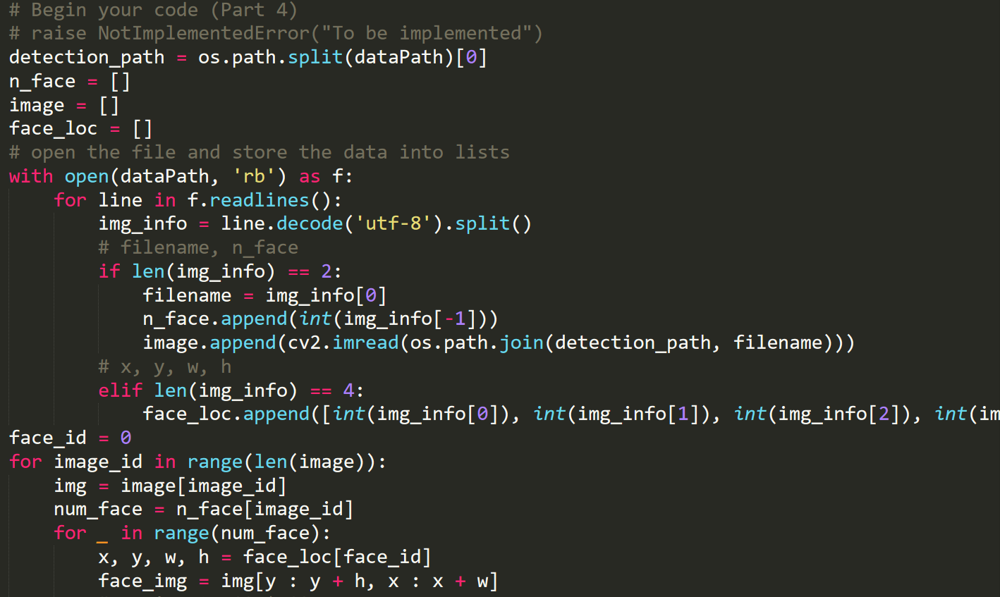 # Begin your code (Part 4)
# raise NotImplementedError("To be implemented")
detection_path = os.path.split(dataPath)[0]
n_face = []
image = []
face_loc = []
# open the file and store the data into lists
with open(dataPath, 'rb') as f:
    for line in f.readlines():
        img_info = line.decode('utf-8').split()
        # filename, n_face
        if len(img_info) == 2:
            filename = img_info[0]
            n_face.append(int(img_info[-1]))
            image.append(cv2.imread(os.path.join(detection_path, filename)))
        # x, y, w, h
        elif len(img_info) == 4:
            face_loc.append([int(img_info[0]), int(img_info[1]), int(img_info[2]), int(im
face_id = 0
for image_id in range(len(image)):
    img = image[image_id]
    num_face = n_face[image_id]
    for _ in range(num_face):
        x, y, w, h = face_loc[face_id]
        face_img = img[y : y + h, x : x + w]